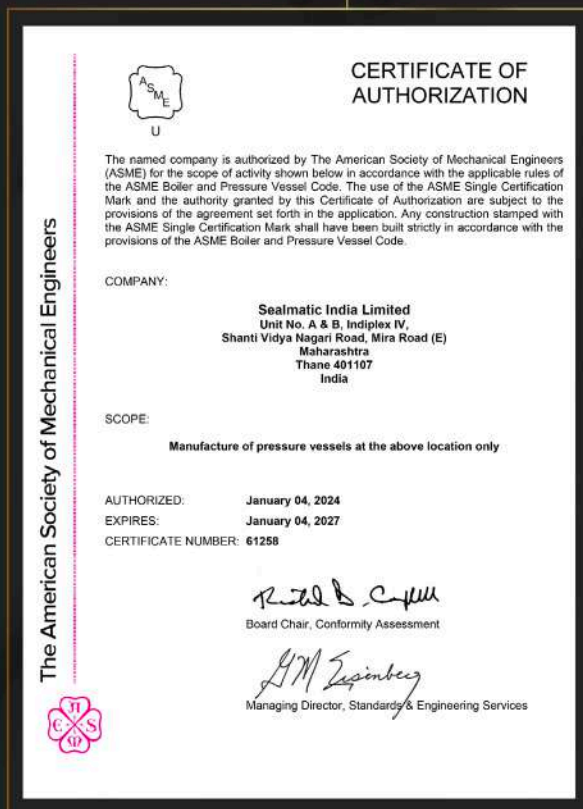 The American Society of Mechanical Engineers
ASME
U
CERTIFICATE OF
AUTHORIZATION
The named company is authorized by The American Society of Mechanical Engineers
(ASME) for the scope of activity shown below in accordance with the applicable rules of
the ASME Boiler and Pressure Vessel Code. The use of the ASME Single Certification
Mark and the authority granted by this Certificate of Authorization are subject to the
provisions of the agreement set forth in the application. Any construction stamped with
the ASME Single Certification Mark shall have been built strictly in accordance with the
provisions of the ASME Boiler and Pressure Vessel Code.
COMPANY:
Sealmatic India Limited
Unit No. A & B, Indiplex IV,
Shanti Vidya Nagari Road, Mira Road (E)
Maharashtra
Thane 401107
India
SCOPE:
Manufacture of pressure vessels at the above location only
AUTHORIZED: January 04, 2024
EXPIRES: January 04, 2027
CERTIFICATE NUMBER: 61258
Board Chair, Conformity Assessment
GM Eisenberg
Managing Director, Standards & Engineering Services
ASME